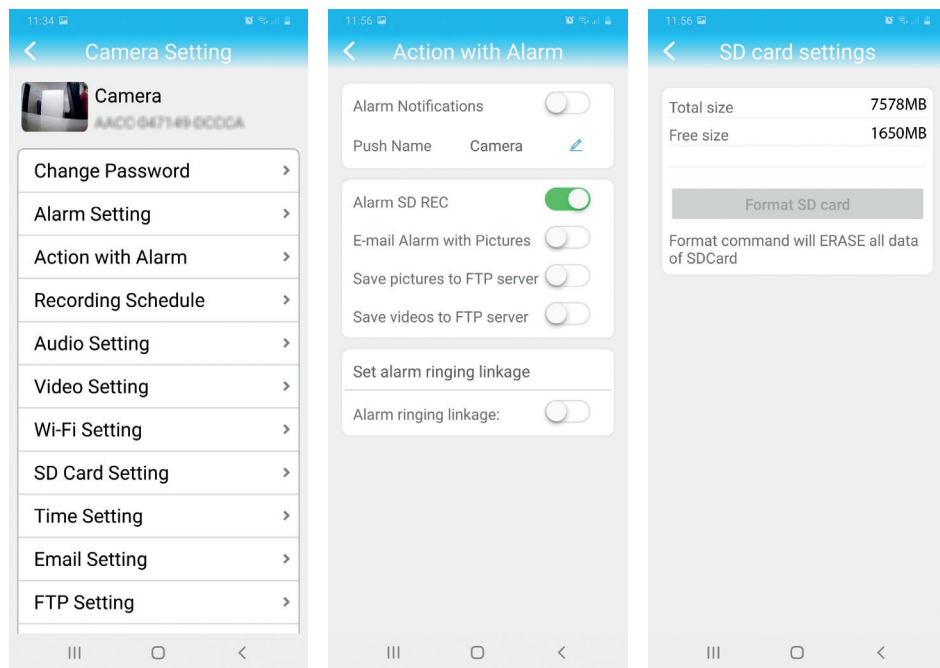 11:34
Camera Setting
Camera
Change Password
Alarm Setting
Action with Alarm
Recording Schedule
Audio Setting
Video Setting
Wi-Fi Setting
SD Card Setting
Time Setting
Email Setting
FTP Setting
11:56
Action with Alarm
Alarm Notifications
Push Name Camera
Alarm SD REC
E-mail Alarm with Pictures
Save pictures to FTP server
Save videos to FTP server
Set alarm ringing linkage
Alarm ringing linkage:
11:56
SD card settings
Total size 7578MB
Free size 1650MB
Format SD card
Format command will ERASE all data
of SDCard